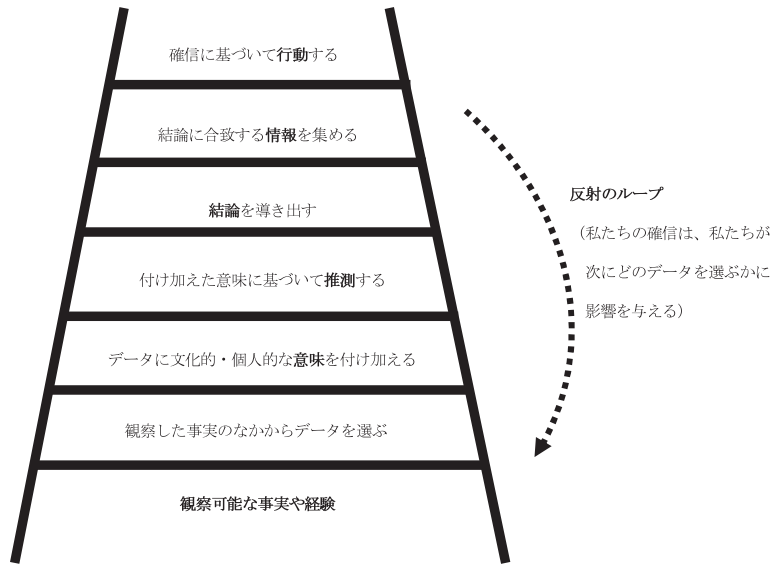 確信に基づいて行動する
結論に合致する情報を集める
結論を導き出す
付け加えた意味に基づいて推測する
データに文化的・個人的な意味を付け加える
観察した事実のなかからデータを選ぶ
観察可能な事実や経験
反射のループ
（私たちの確信は、私たちが
次にどのデータを選ぶかに
影響を与える）